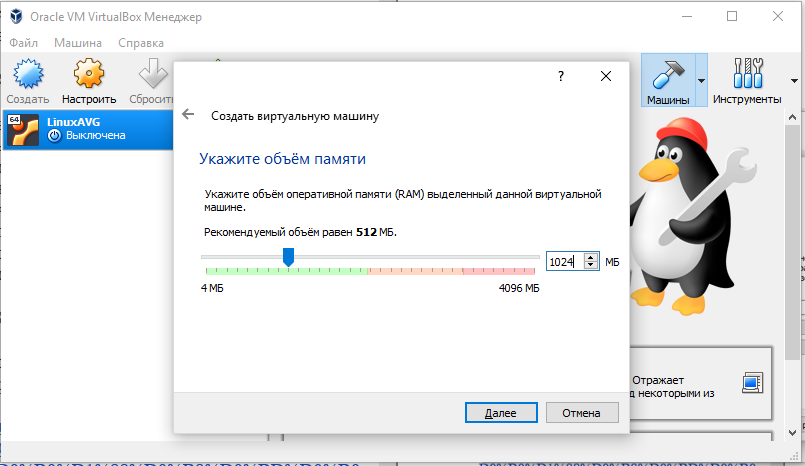 Oracle VM VirtualBox Менеджер
Файл Машина Справка
Создать Настроить Сбросить Машины Инструменты
64 LinuxAVG
Выключена
?
Создать виртуальную машину
Укажите объём памяти
Укажите объём оперативной памяти (RAM) выделенный данной виртуальной
машине.
Рекомендуемый объём равен 512 МБ.
1024 МБ
4 МБ 4096 МБ
Отражает
некоторыми из
Далее Отмена